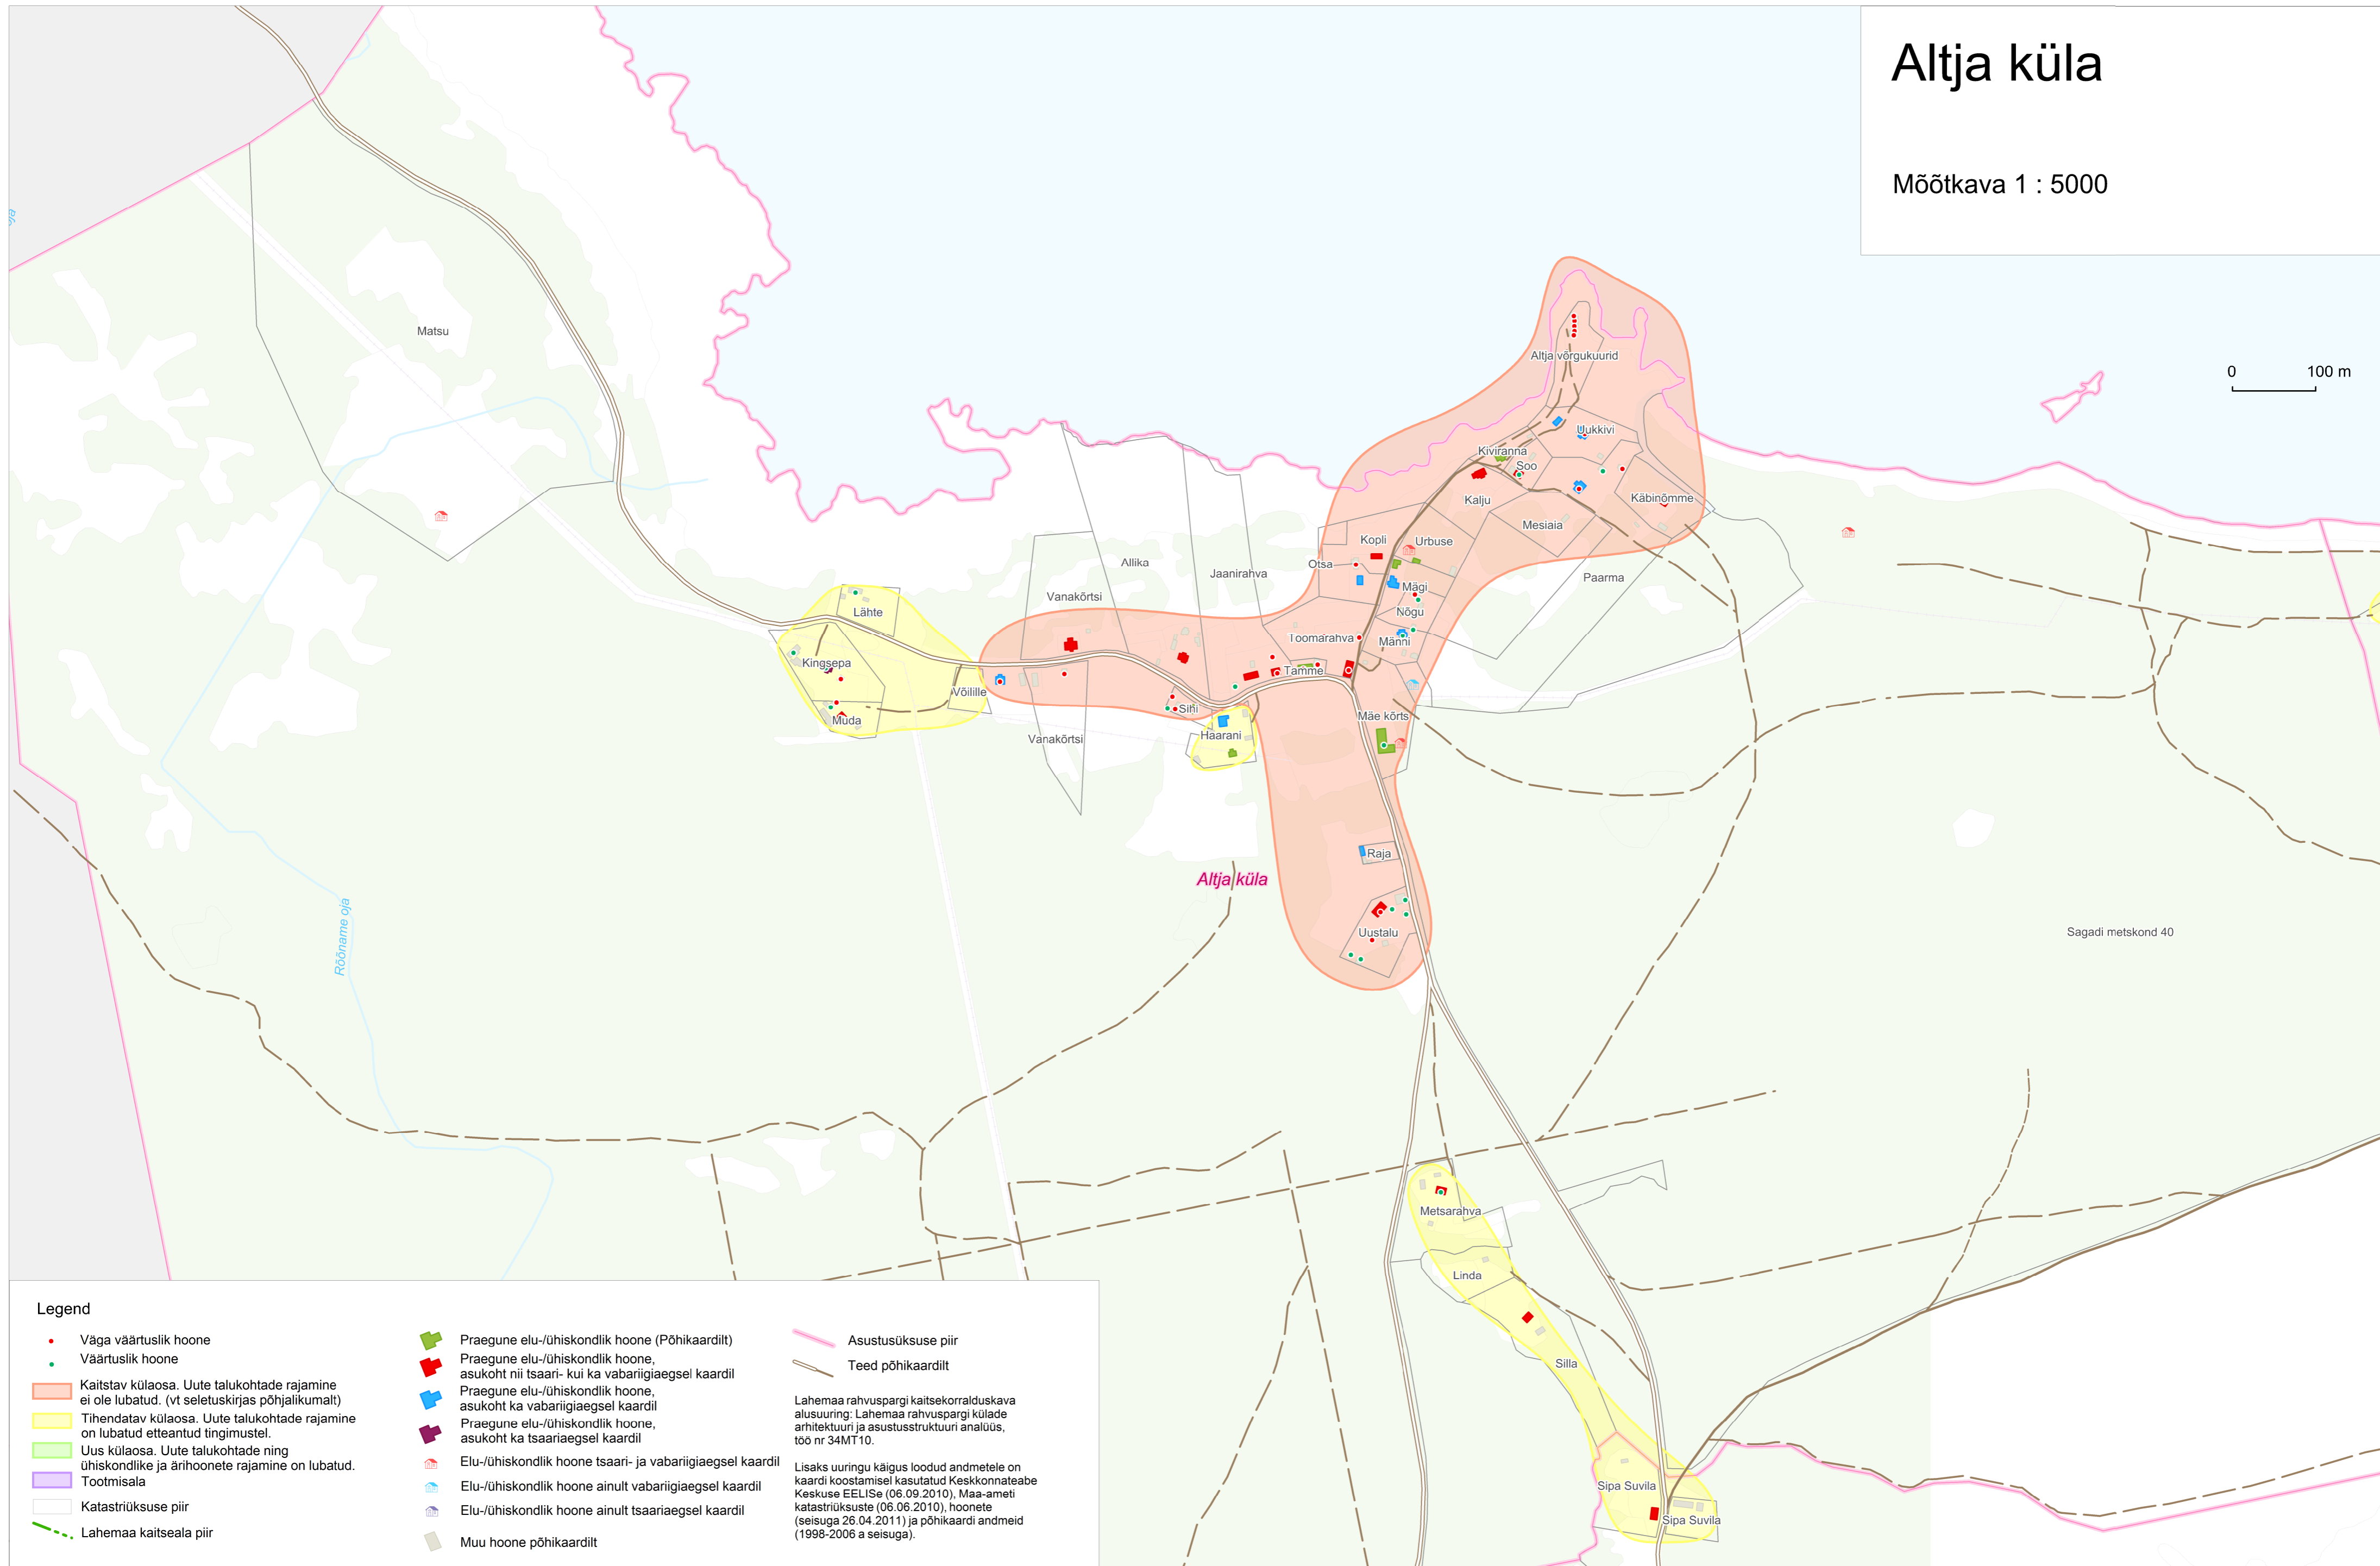 Altja küla
Mõõtkava 1 : 5000
0 100 m
Matsu
Altja võrgukuurid
Uukkivi
Kiviranna
Soo
Kalju
Käbinõmme
Mesiaia
Kopli
Urbuse
Otsa
Allika
Jaanirahva
Paarma
Vanakõrtsi
Mägi
Nõgu
Lähte
Toomarahva
Männi
Kingsepa
Tamme
Võilille
Sihi
Muda
Mäe kõrts
Haarani
Vanakõrtsi
Raja
Altja küla
Uustalu
Sagadi metskond 40
Rõõname oja
oja
Metsarahva
Linda
Silla
Sipa Suvila
Sipa Suvila
Legend
Väga väärtuslik hoone
Väärtuslik hoone
Kaitstav külaosa. Uute talukohtade rajamine
ei ole lubatud. (vt seletuskirjas põhjalikumalt)
Tihendatav külaosa. Uute talukohtade rajamine
on lubatud etteantud tingimustel.
Uus külaosa. Uute talukohtade ning
ühiskondlike ja ärihoonete rajamine on lubatud.
Tootmisala
Katastriüksuse piir
Lahemaa kaitseala piir
Praegune elu-/ühiskondlik hoone (Põhikaardilt)
Praegune elu-/ühiskondlik hoone,
asukoht nii tsaari- kui ka vabariigiaegsel kaardil
Praegune elu-/ühiskondlik hoone,
asukoht ka vabariigiaegsel kaardil
Praegune elu-/ühiskondlik hoone,
asukoht ka tsaariaegsel kaardil
Elu-/ühiskondlik hoone tsaari- ja vabariigiaegsel kaardil
Elu-/ühiskondlik hoone ainult vabariigiaegsel kaardil
Elu-/ühiskondlik hoone ainult tsaariaegsel kaardil
Muu hoone põhikaardilt
Asustusüksuse piir
Teed põhikaardilt
Lahemaa rahvuspargi kaitsekorralduskava
alusuuring: Lahemaa rahvuspargi külade
arhitektuuri ja asustusstruktuuri analüüs,
töö nr 34MT10.
Lisaks uuringu käigus loodud andmetele on
kaardi koostamisel kasutatud Keskkonnateabe
Keskuse EELISe (06.09.2010), Maa-ameti
katastriüksuste (06.06.2010), hoonete
(seisuga 26.04.2011) ja põhikaardi andmeid
(1998-2006 a seisuga).